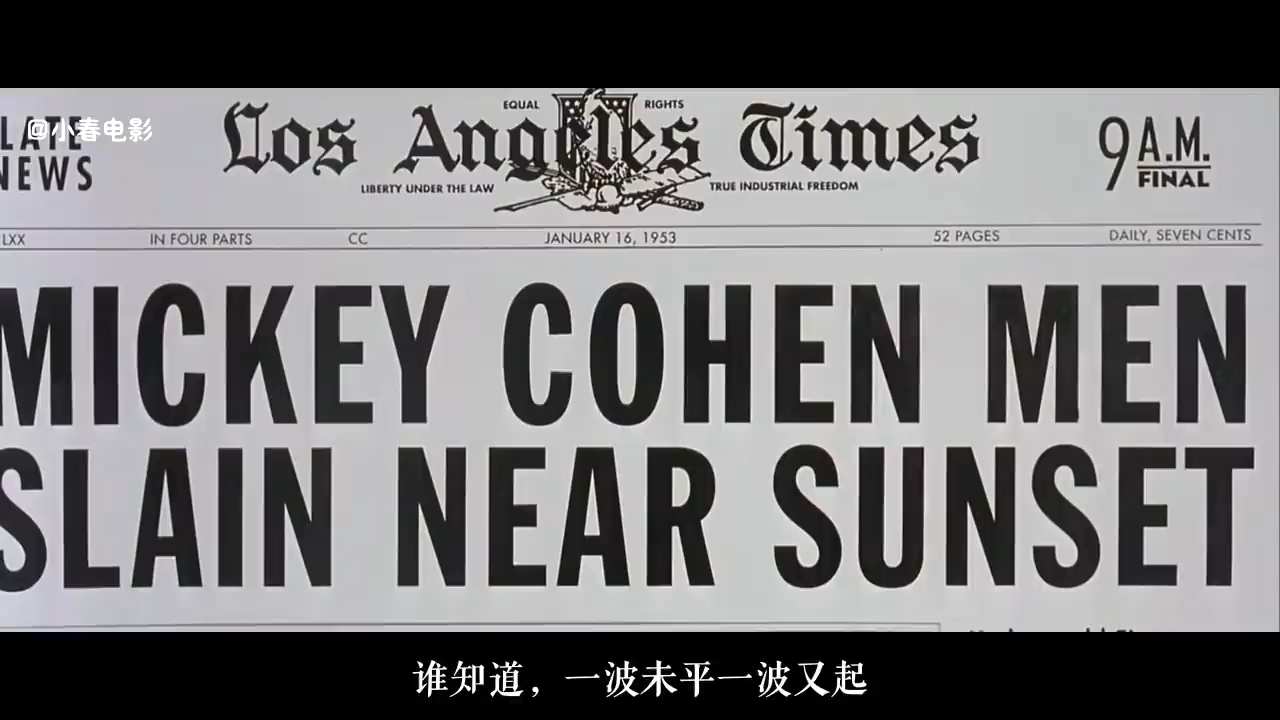 @小春电影
LATE
NEWS
EQUAL RIGHTS
Los Angeles Times
LIBERTY UNDER THE LAW
TRUE INDUSTRIAL FREEDOM
9 A.M.
FINAL
LXX IN FOUR PARTS CC JANUARY 16, 1953 52 PAGES DAILY, SEVEN CENTS
MICKEY COHEN MEN
SLAIN NEAR SUNSET
谁知道，一波未平一波又起